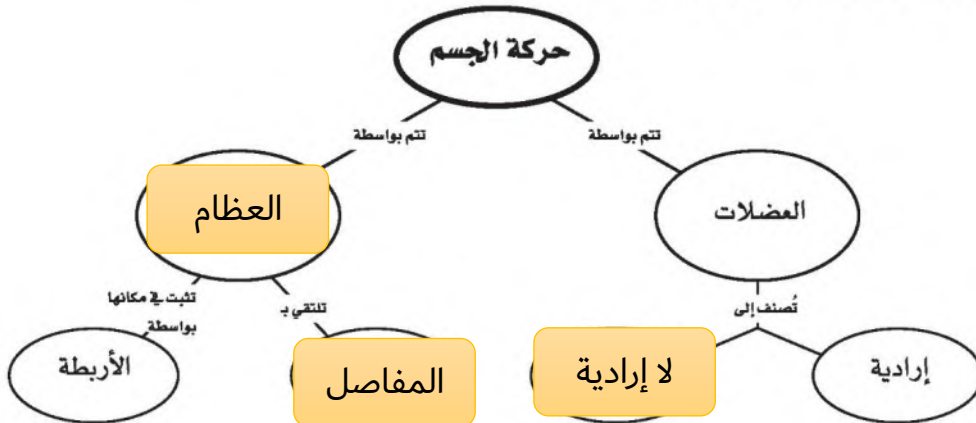 حركة الجسم
تتم بواسطة
تتم بواسطة
العضلات
العظام
تُصنف إلى
تلتقي بـ
تثبت في مكانها
بواسطة
إرادية
لا إرادية
المفاصل
الأربطة